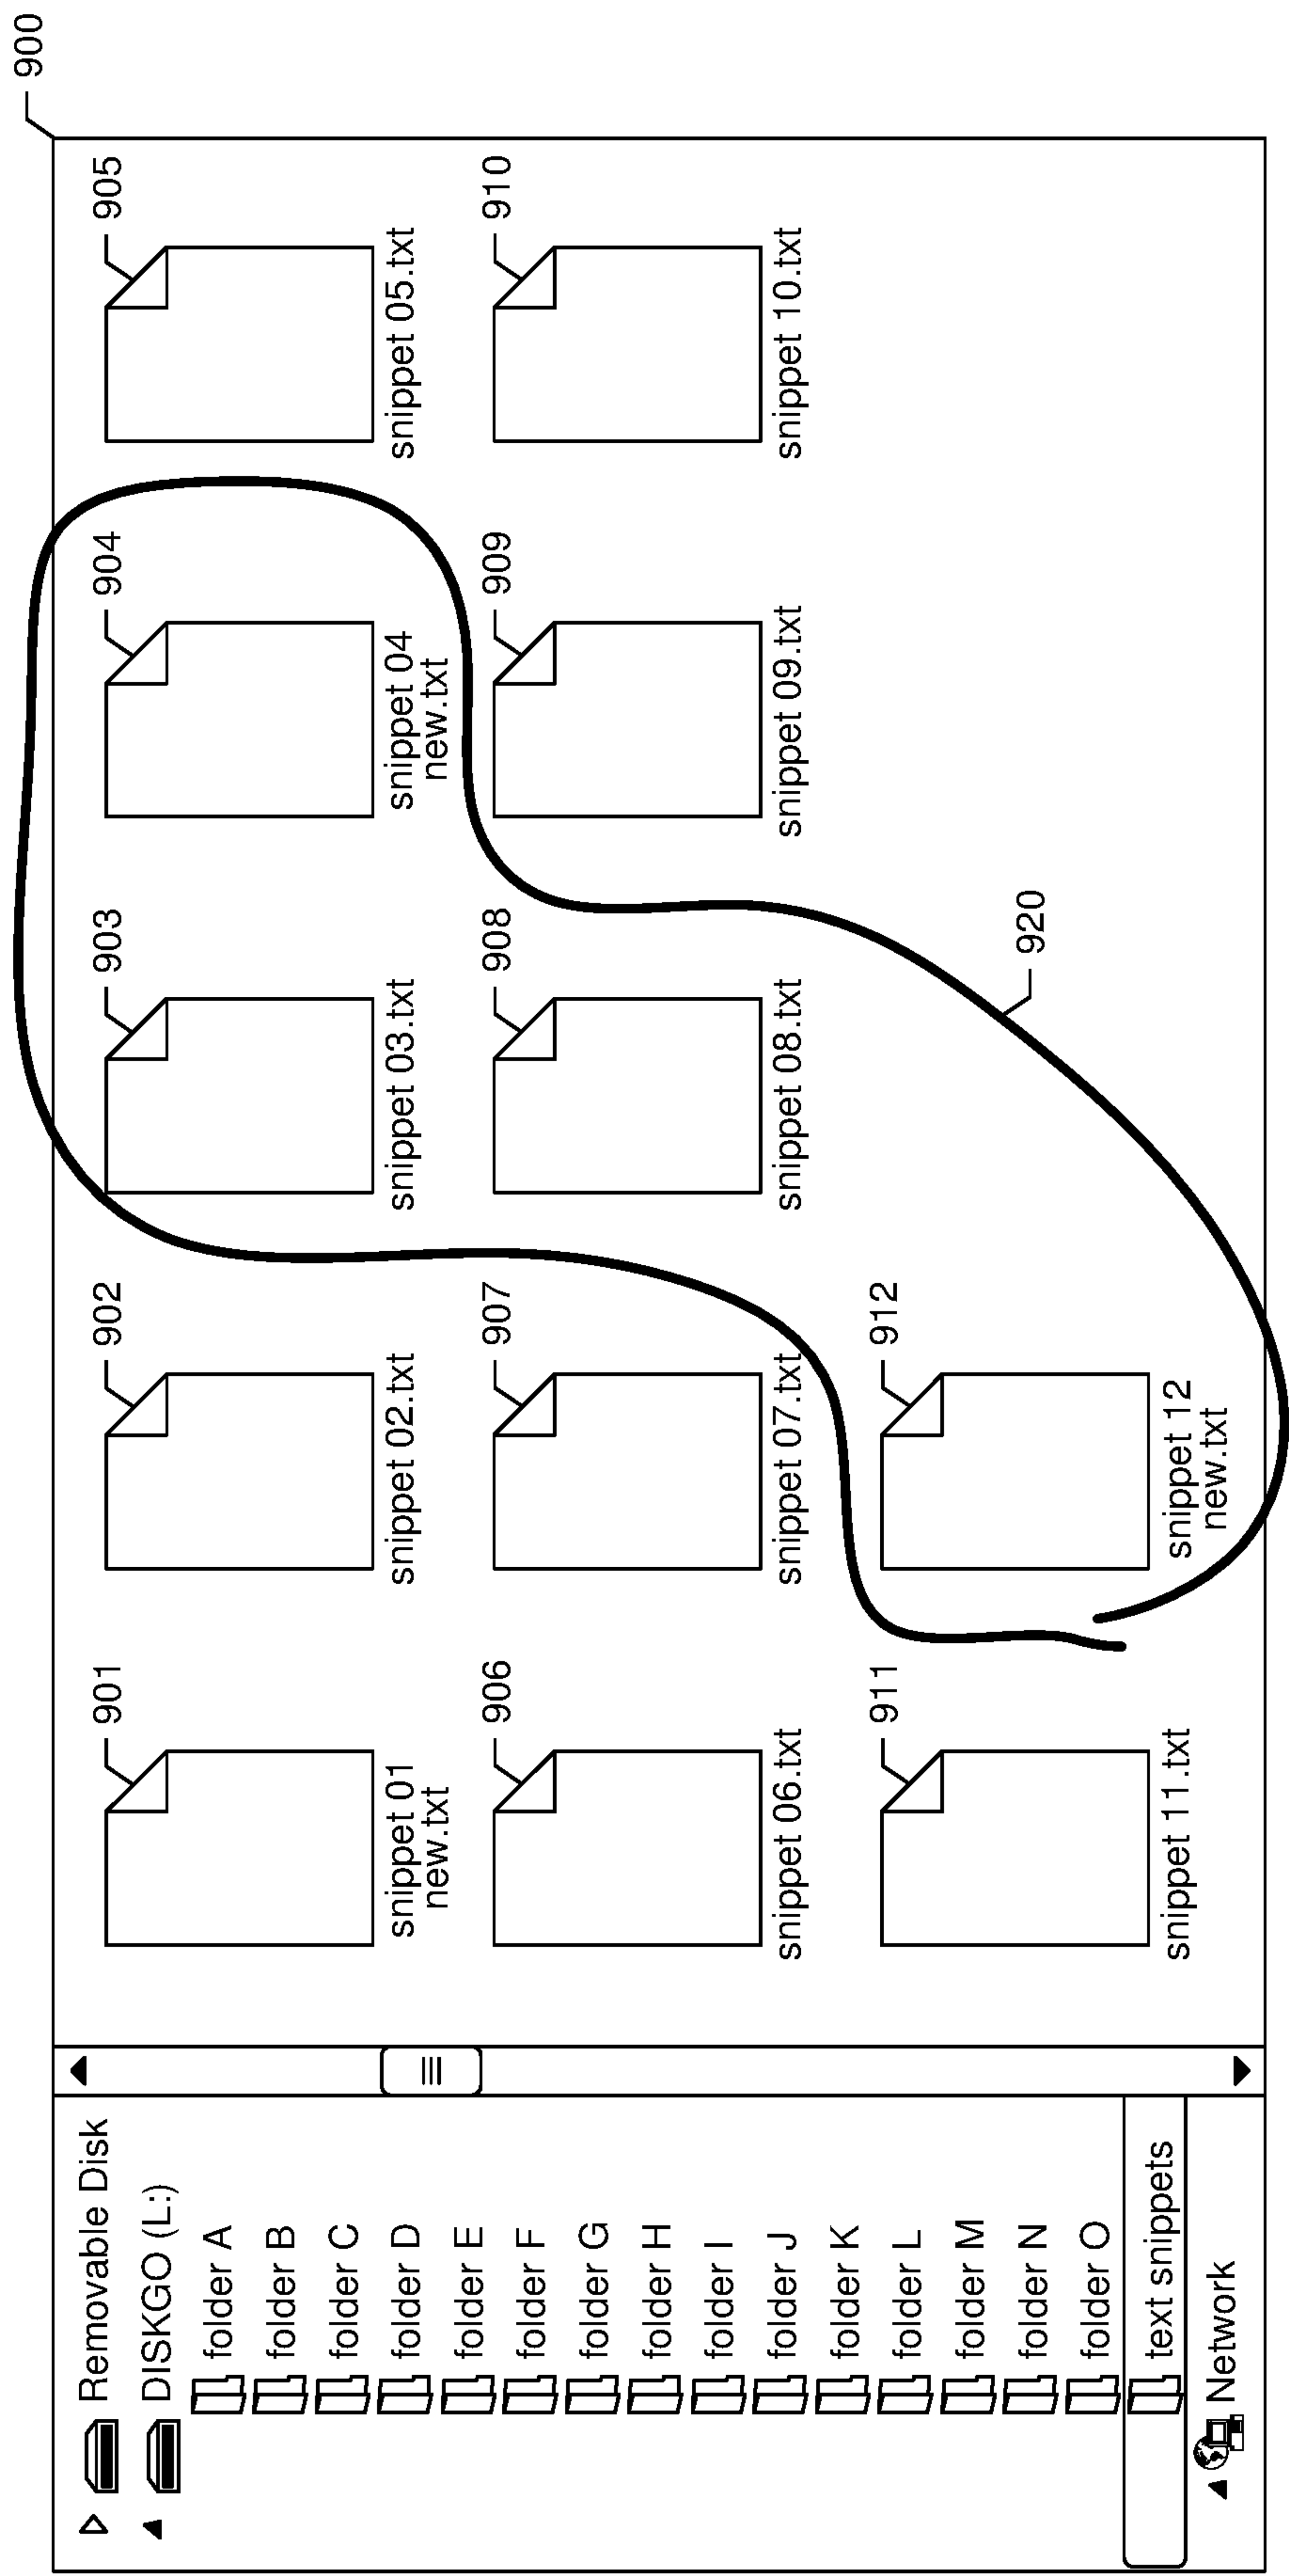 900
Removable Disk
DISKGO (L:)
folder A
folder B
folder C
folder D
folder E
folder F
folder G
folder H
folder I
folder J
folder K
folder L
folder M
folder N
folder O
text snippets
Network
901
snippet 01
new.txt
902
snippet 02.txt
903
snippet 03.txt
904
snippet 04
new.txt
905
snippet 05.txt
906
snippet 06.txt
907
snippet 07.txt
908
snippet 08.txt
909
snippet 09.txt
910
snippet 10.txt
911
snippet 11.txt
912
snippet 12
new.txt
920